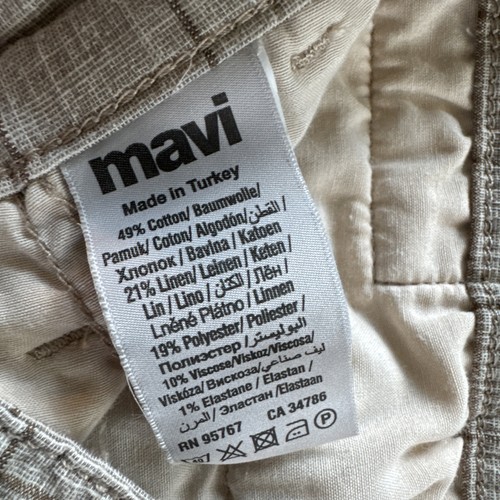 mavi
Made in Turkey
49% Cotton/ Baumwolle/
Pamuk/ Coton/ Algodón/ القطن/
Хлопок / Bavlna / Katoen
21% Linen/ Leinen / Keten /
Lin / Lino / الكتان / Лён /
Lněné Plátno / Linnen
19% Polyester/ Poliester /
Полиэстер / البوليستر/
10% Viscose/Viskoz/Viscosa/
Viskóza/ Вискоза/ ليف صناعي/
1% Elastane / Elastan /
المرن / Эластан /Elastaan
RN 95767 CA 34786
P